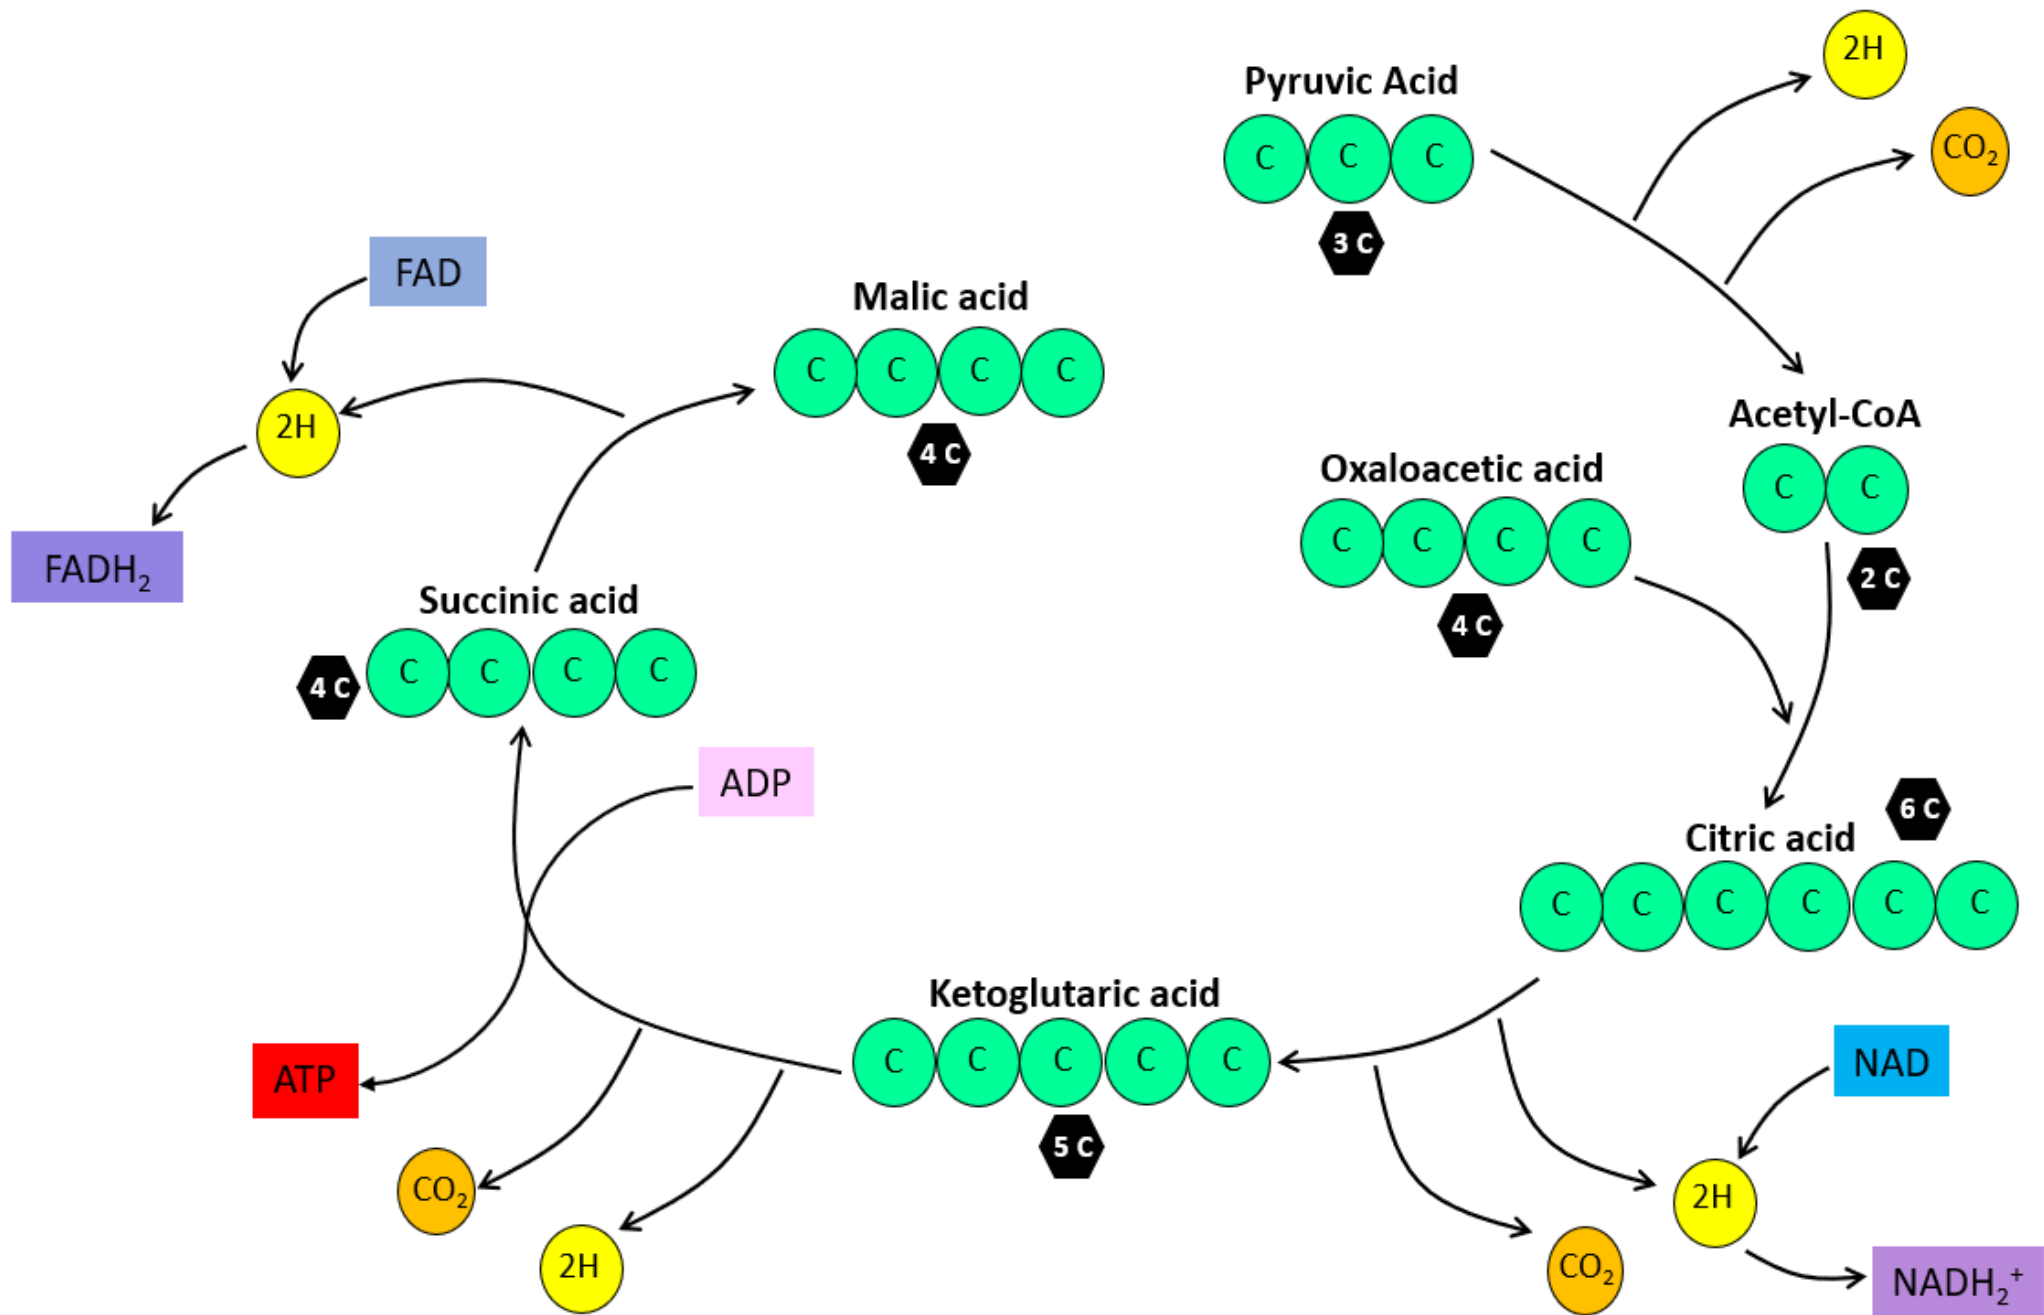 2H
Pyruvic Acid
CO₂
C C C
3 C
FAD
Malic acid
C C C C
4 C
2H
FADH₂
Acetyl-CoA
C C
2 C
Oxaloacetic acid
C C C C
4 C
Succinic acid
4 C
C C C C
ADP
6 C
Citric acid
C C C C C C
Ketoglutaric acid
C C C C C
5 C
NAD
ATP
CO₂
2H
2H
CO₂
NADH₂⁺